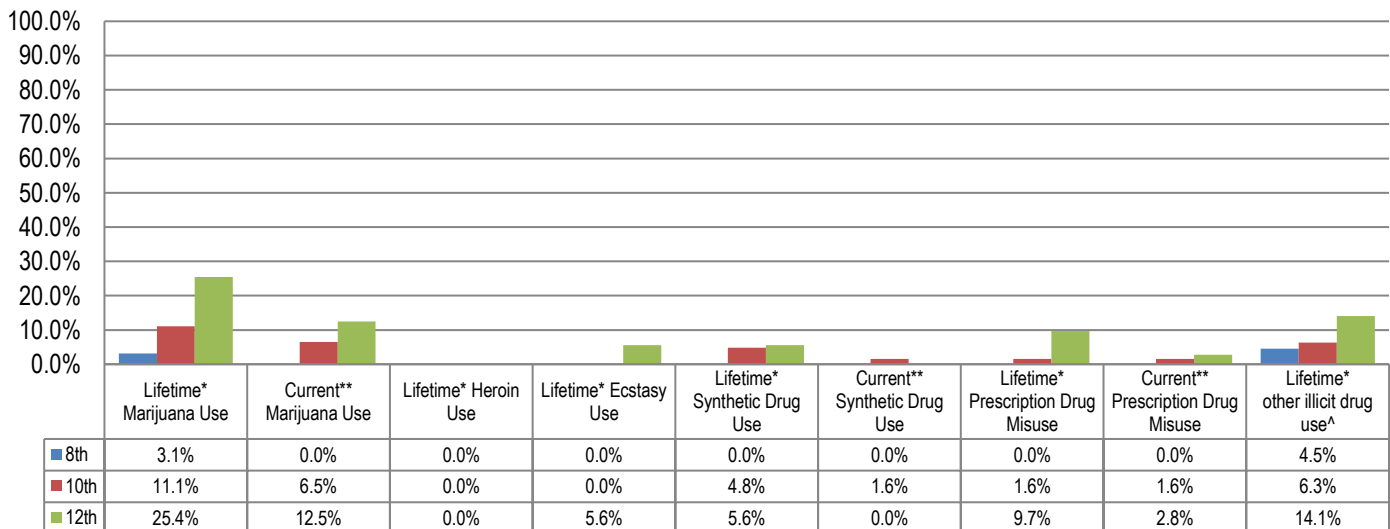 100.0%
90.0%
80.0%
70.0%
60.0%
50.0%
40.0%
30.0%
20.0%
10.0%
0.0%
Lifetime*
Marijuana Use
Current**
Marijuana Use
Lifetime* Heroin
Use
Lifetime* Ecstasy
Use
Lifetime*
Synthetic Drug
Use
Current**
Synthetic Drug
Use
Lifetime*
Prescription Drug
Misuse
Current**
Prescription Drug
Misuse
Lifetime*
other illicit drug
use^
8th 3.1% 0.0% 0.0% 0.0% 0.0% 0.0% 0.0% 0.0% 4.5%
10th 11.1% 6.5% 0.0% 0.0% 4.8% 1.6% 1.6% 1.6% 6.3%
12th 25.4% 12.5% 0.0% 5.6% 5.6% 0.0% 9.7% 2.8% 14.1%